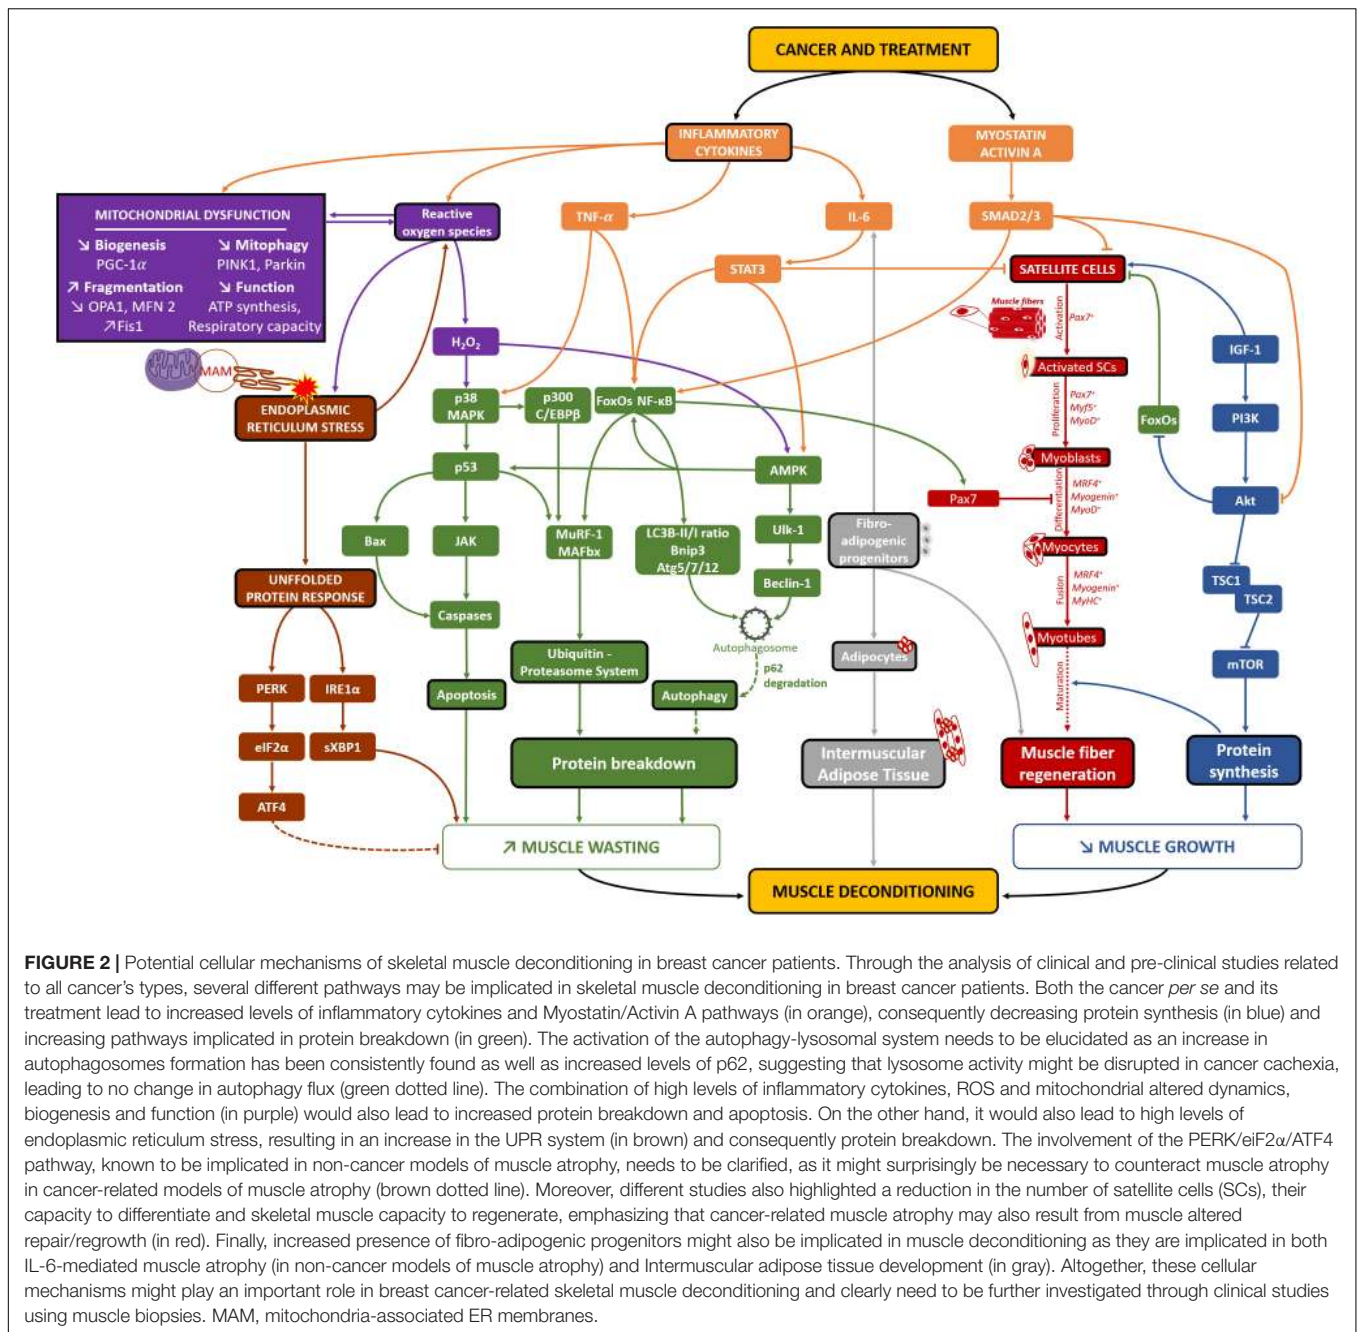 CANCER AND TREATMENT
INFLAMMATORY
CYTOKINES
MYOSTATIN
ACTIVIN A
MITOCHONDRIAL DYSFUNCTION
↘ Biogenesis
PGC-1α
↗ Fragmentation
↘ OPA1, MFN 2
↗Fis1
↘ Mitophagy
PINK1, Parkin
↘ Function
ATP synthesis,
Respiratory capacity
Reactive
oxygen species
TNF-α
IL-6
SMAD2/3
STAT3
SATELLITE CELLS
Muscle fibers
Activation
Pax7⁺
H₂O₂
IGF-1
MAM
Activated SCs
ENDOPLASMIC
RETICULUM STRESS
p38
MAPK
p300
C/EBPβ
FoxOs NF-κB
Proliferation
Pax7⁺
Myf5⁺
MyoD⁺
FoxOs
PI3K
p53
AMPK
Myoblasts
Pax7
Differentiation
MRF4⁺
Myogenin⁺
MyoD⁺
Akt
Bax
JAK
MuRF-1
MAFbx
LC3B-II/I ratio
Bnip3
Atg5/7/12
Ulk-1
Fibro-
adipogenic
progenitors
Myocytes
UNFFOLDED
PROTEIN RESPONSE
Beclin-1
Fusion
MRF4⁺
Myogenin⁺
MyHC⁺
TSC1
TSC2
Caspases
Autophagosome
Myotubes
Ubiquitin -
Proteasome System
p62
degradation
Adipocytes
mTOR
PERK
IRE1α
Apoptosis
Autophagy
Maturation
eIF2α
sXBP1
Protein breakdown
Intermuscular
Adipose Tissue
Muscle fiber
regeneration
Protein
synthesis
ATF4
↗ MUSCLE WASTING
↘ MUSCLE GROWTH
MUSCLE DECONDITIONING
FIGURE 2 | Potential cellular mechanisms of skeletal muscle deconditioning in breast cancer patients. Through the analysis of clinical and pre-clinical studies related
to all cancer's types, several different pathways may be implicated in skeletal muscle deconditioning in breast cancer patients. Both the cancer per se and its
treatment lead to increased levels of inflammatory cytokines and Myostatin/Activin A pathways (in orange), consequently decreasing protein synthesis (in blue) and
increasing pathways implicated in protein breakdown (in green). The activation of the autophagy-lysosomal system needs to be elucidated as an increase in
autophagosomes formation has been consistently found as well as increased levels of p62, suggesting that lysosome activity might be disrupted in cancer cachexia,
leading to no change in autophagy flux (green dotted line). The combination of high levels of inflammatory cytokines, ROS and mitochondrial altered dynamics,
biogenesis and function (in purple) would also lead to increased protein breakdown and apoptosis. On the other hand, it would also lead to high levels of
endoplasmic reticulum stress, resulting in an increase in the UPR system (in brown) and consequently protein breakdown. The involvement of the PERK/eiF2α/ATF4
pathway, known to be implicated in non-cancer models of muscle atrophy, needs to be clarified, as it might surprisingly be necessary to counteract muscle atrophy
in cancer-related models of muscle atrophy (brown dotted line). Moreover, different studies also highlighted a reduction in the number of satellite cells (SCs), their
capacity to differentiate and skeletal muscle capacity to regenerate, emphasizing that cancer-related muscle atrophy may also result from muscle altered
repair/regrowth (in red). Finally, increased presence of fibro-adipogenic progenitors might also be implicated in muscle deconditioning as they are implicated in both
IL-6-mediated muscle atrophy (in non-cancer models of muscle atrophy) and Intermuscular adipose tissue development (in gray). Altogether, these cellular
mechanisms might play an important role in breast cancer-related skeletal muscle deconditioning and clearly need to be further investigated through clinical studies
using muscle biopsies. MAM, mitochondria-associated ER membranes.